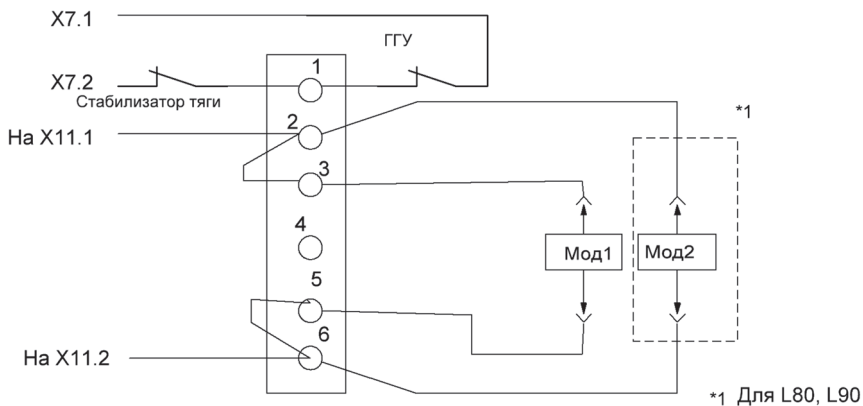 X7.1
ГГУ
X7.2
Стабилизатор тяги
1
*1
На X11.1
2
3
4
Мод1
Мод2
5
6
На X11.2
*1 Для L80, L90